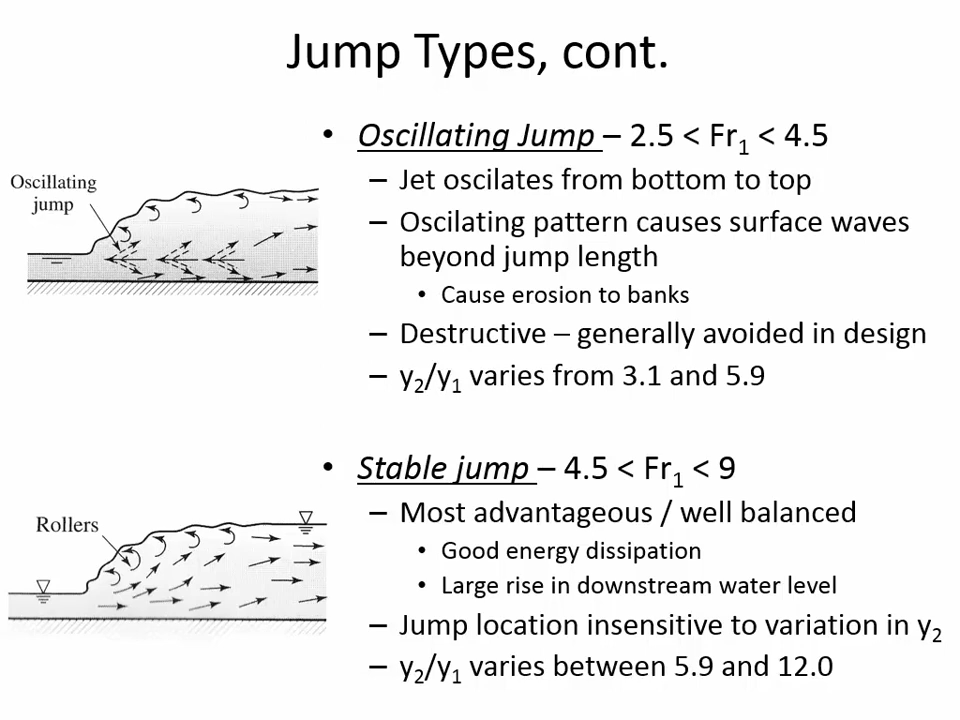 Jump Types, cont.
• Oscillating Jump – 2.5 < Fr₁ < 4.5
– Jet oscilates from bottom to top
– Oscilating pattern causes surface waves
beyond jump length
• Cause erosion to banks
– Destructive – generally avoided in design
– y₂/y₁ varies from 3.1 and 5.9
Oscillating
jump
• Stable jump – 4.5 < Fr₁ < 9
– Most advantageous / well balanced
• Good energy dissipation
• Large rise in downstream water level
– Jump location insensitive to variation in y₂
– y₂/y₁ varies between 5.9 and 12.0
Rollers